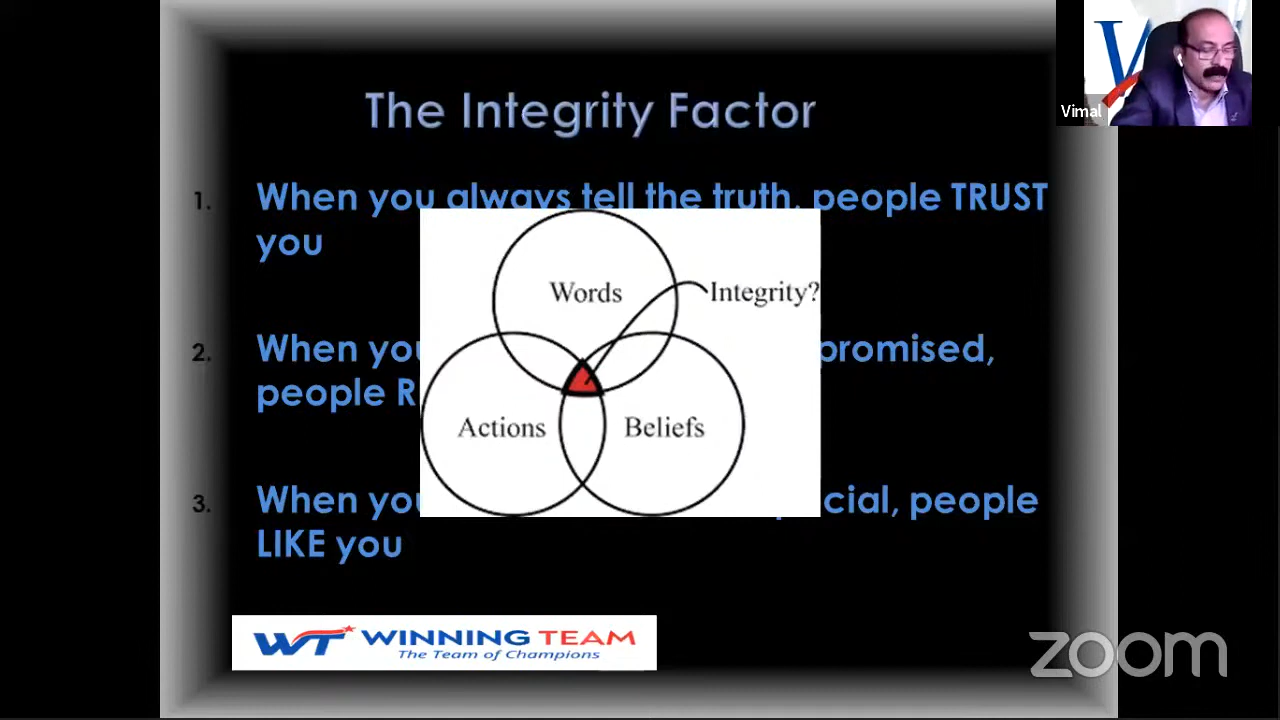 The Integrity Factor
1. When you always tell the truth, people TRUST
you
Words
Integrity?
2. When you promised,
people R
Actions
Beliefs
3. When you cial, people
LIKE you
WT WINNING TEAM
The Team of Champions
Vimal
zoom